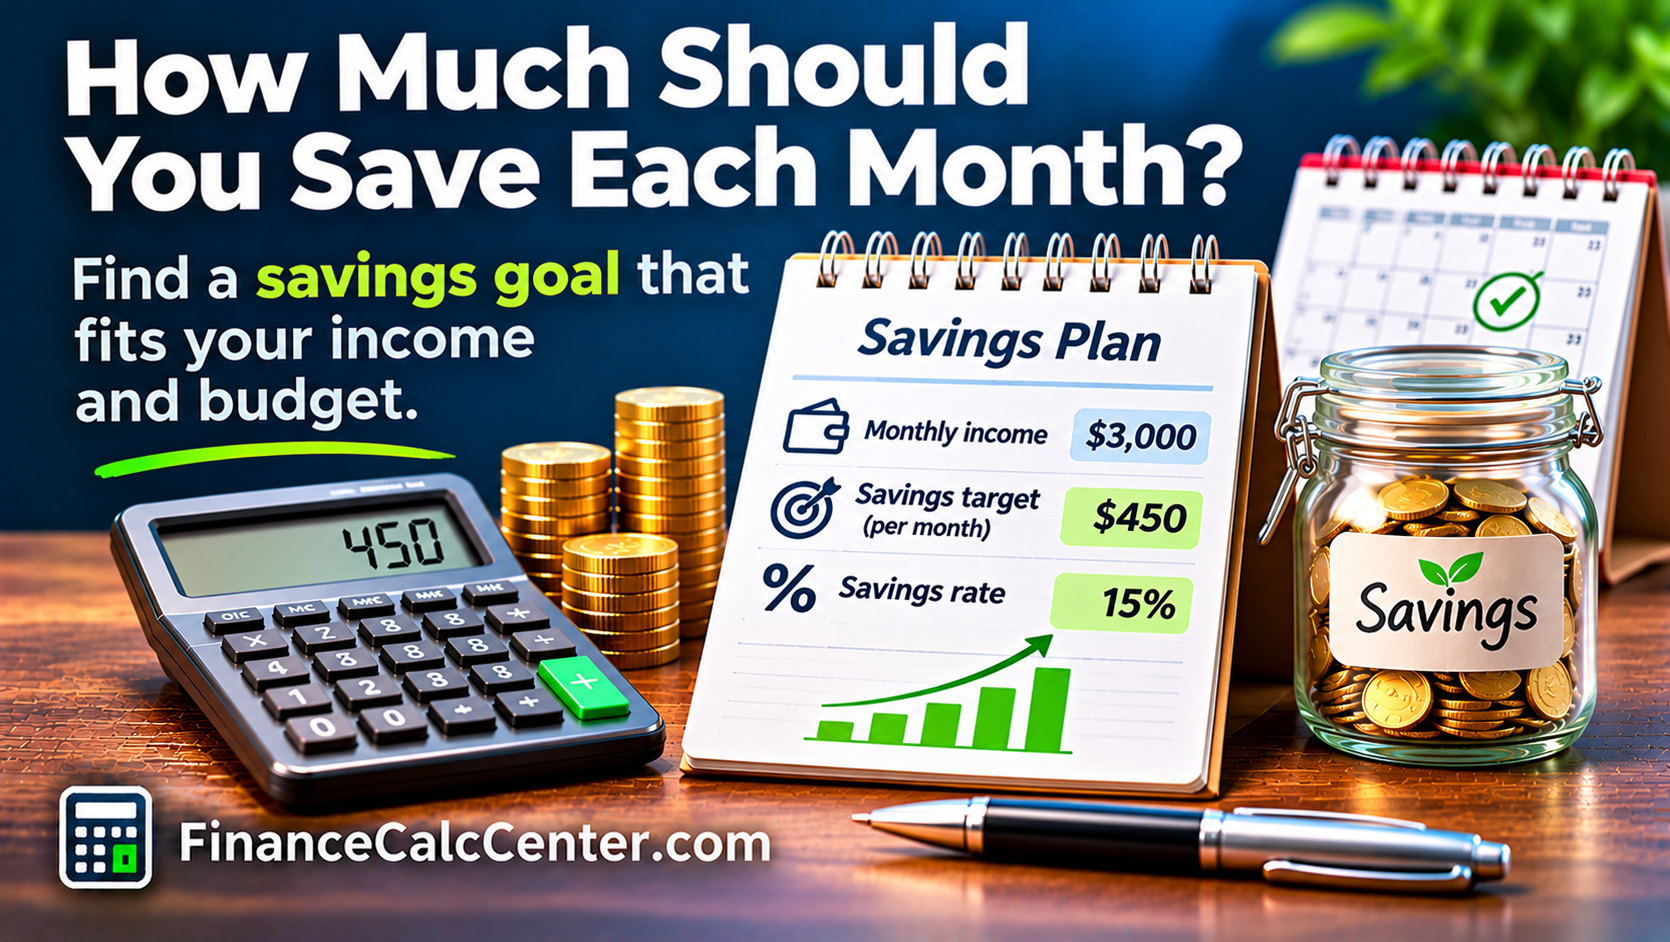 How Much Should
You Save Each Month?
Find a savings goal that
fits your income
and budget.
450
Savings Plan
Monthly income $3,000
Savings target $450
(per month)
% Savings rate 15%
Savings
FinanceCalcCenter.com